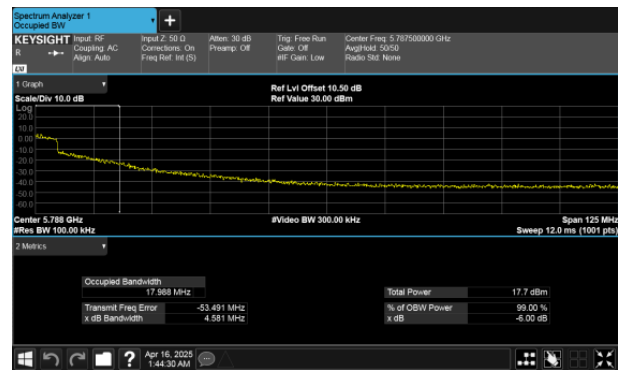 Spectrum Analyzer 1
Occupied BW
KEYSIGHT Input: RF Input Z: 50 Ω Atten: 30 dB Trig: Free Run Center Freq: 5.787500000 GHz
R Coupling: AC Corrections: On Preamp: Off Gate: Off Avg|Hold: 50/50
Align: Auto Freq Ref: Int (S) #IF Gain: Low Radio Std: None
LXI
1 Graph Ref Lvl Offset 10.50 dB
Scale/Div 10.0 dB Ref Value 30.00 dBm
Log
20.0
10.0
0.00
-10.0
-20.0
-30.0
-40.0
-50.0
-60.0
Center 5.788 GHz #Video BW 300.00 kHz Span 125 MHz
#Res BW 100.00 kHz Sweep 12.0 ms (1001 pts)
2 Metrics
Occupied Bandwidth
17.988 MHz Total Power 17.7 dBm
Transmit Freq Error -53.491 MHz % of OBW Power 99.00 %
x dB Bandwidth 4.581 MHz x dB -6.00 dB
? Apr 16, 2025
1:44:30 AM